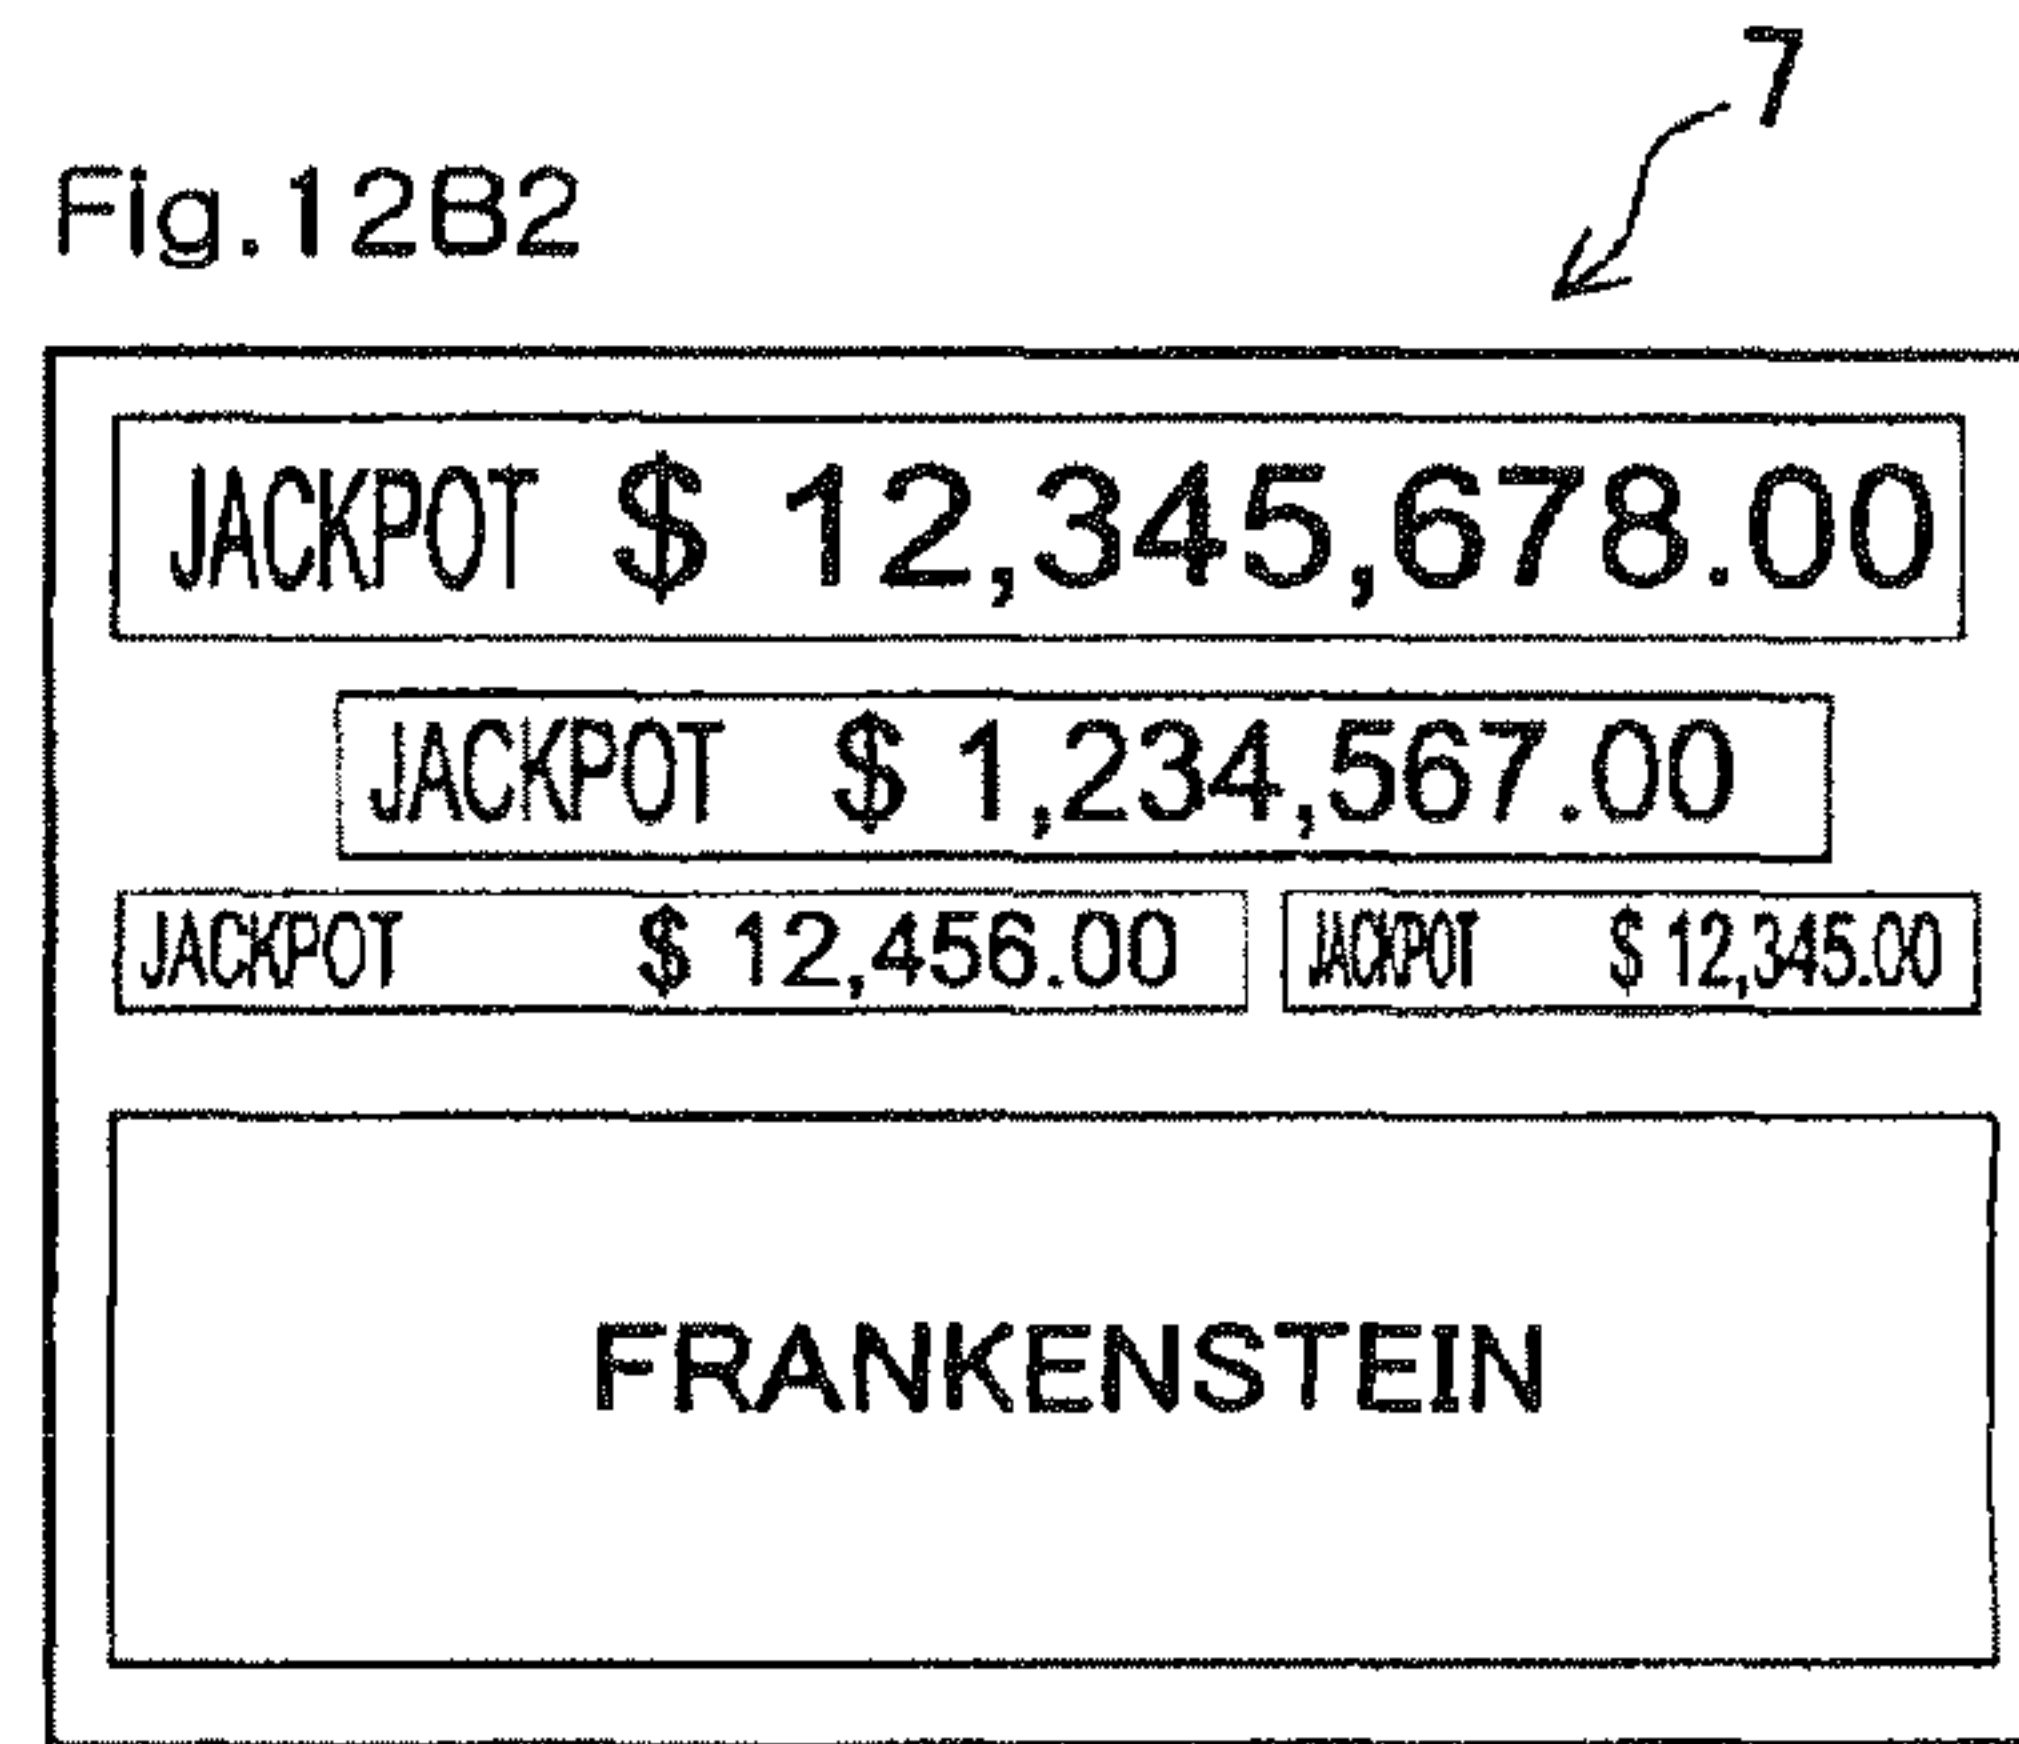 7
Fig.12B2
JACKPOT $ 12,345,678.00
JACKPOT $ 1,234,567.00
JACKPOT $ 12,456.00 JACKPOT $ 12,345.00
FRANKENSTEIN